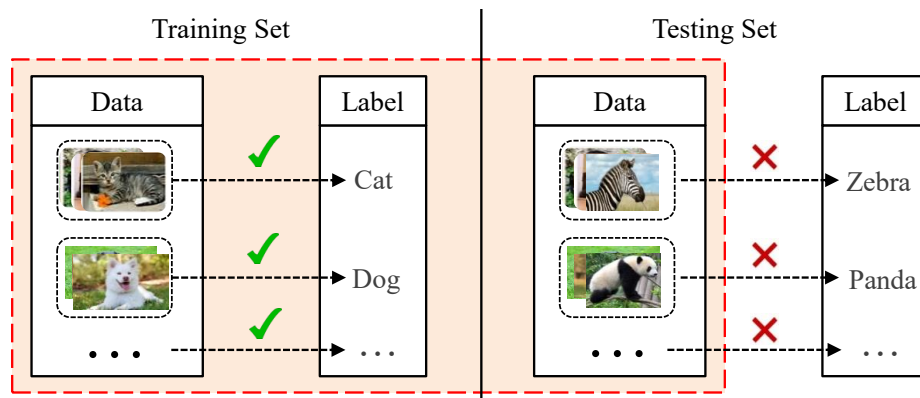 Training Set
Testing Set
Data
Label
Data
Label
Cat
Zebra
Dog
Panda
...
...
...
...